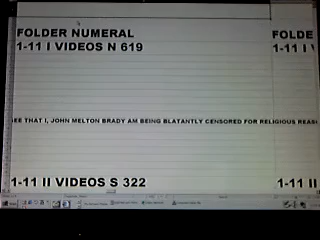 FOLDER NUMERAL
1-11 I VIDEOS N 619
FOLDE
1-11 I
EE THAT I, JOHN MELTON BRADY AM BEING BLATANTLY CENSORED FOR RELIGIOUS REAS
1-11 II VIDEOS S 322
1-11 II